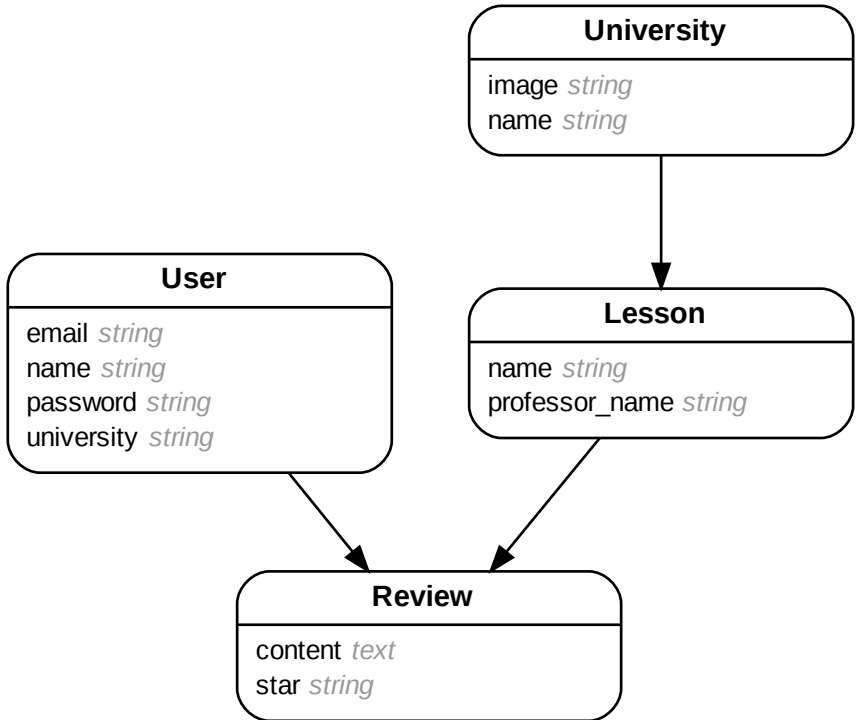 University
image string
name string
User
email string
name string
password string
university string
Lesson
name string
professor_name string
Review
content text
star string